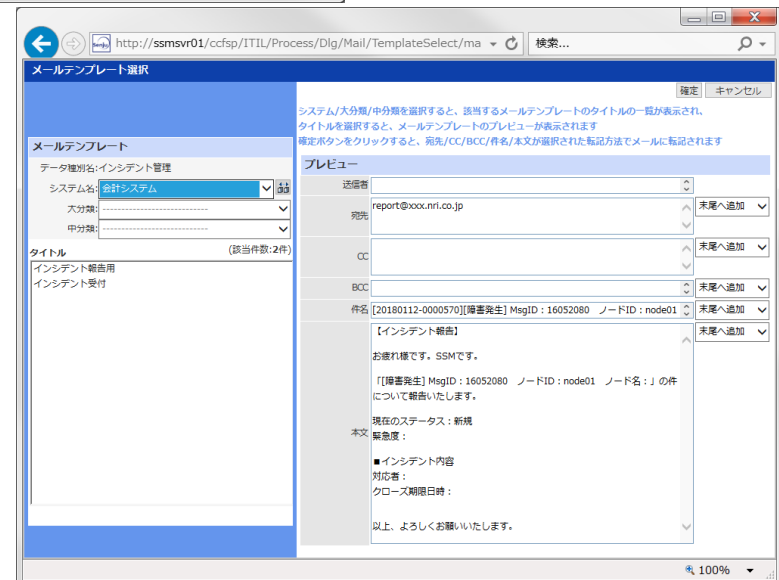 http://ssmsvr01/ccfsp/ITIL/Process/Dlg/Mail/TemplateSelect/ma
検索...
メールテンプレート選択
確定
キャンセル
システム/大分類/中分類を選択すると、該当するメールテンプレートのタイトルの一覧が表示され、
タイトルを選択すると、メールテンプレートのプレビューが表示されます
確定ボタンをクリックすると、宛先/CC/BCC/件名/本文が選択された転記方法でメールに転記されます
メールテンプレート
データ種別名:インシデント管理
システム名: 会計システム
大分類: --------------------------
中分類: --------------------------
タイトル (該当件数:2件)
インシデント報告用
インシデント受付
プレビュー
送信者
宛先 report@xxx.nri.co.jp 末尾へ追加
CC 末尾へ追加
BCC 末尾へ追加
件名 [20180112-0000570][障害発生] MsgID：16052080 ノードID：node01 末尾へ追加
本文 末尾へ追加
【インシデント報告】
お疲れ様です。SSMです。
「[障害発生] MsgID：16052080 ノードID：node01 ノード名：」の件
について報告いたします。
現在のステータス：新規
緊急度：
■インシデント内容
対応者：
クローズ期限日時：
以上、よろしくお願いいたします。
100%